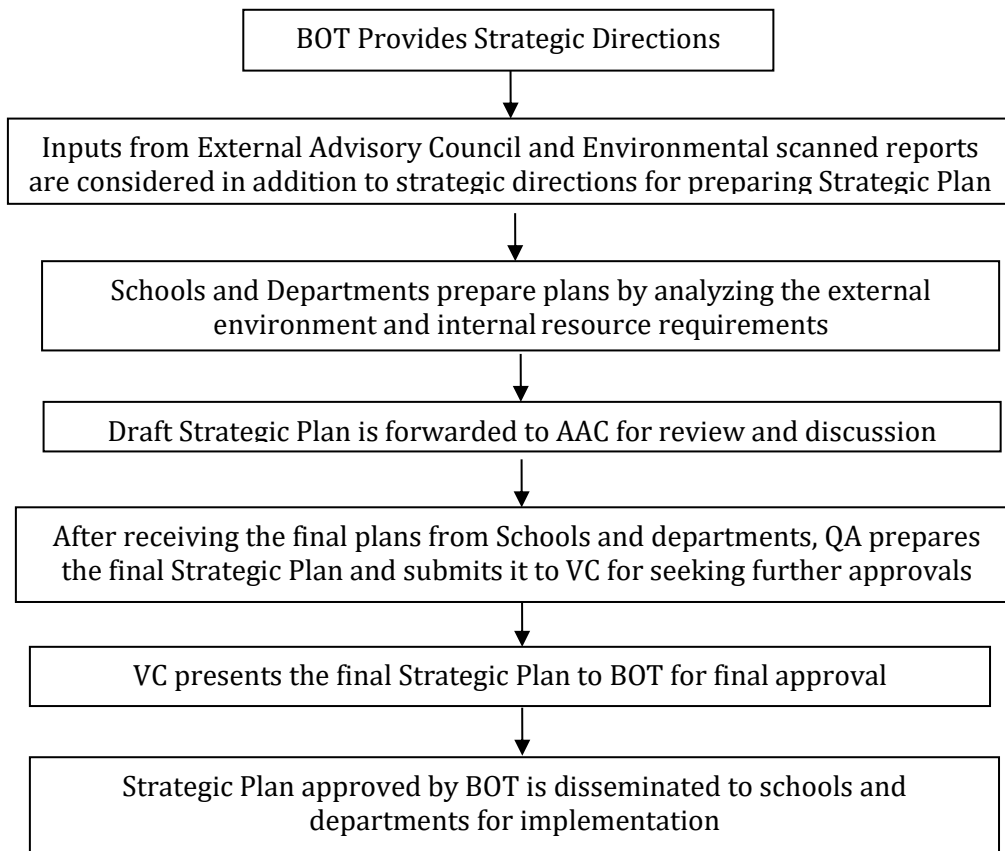 BOT Provides Strategic Directions
Inputs from External Advisory Council and Environmental scanned reports
are considered in addition to strategic directions for preparing Strategic Plan
Schools and Departments prepare plans by analyzing the external
environment and internal resource requirements
Draft Strategic Plan is forwarded to AAC for review and discussion
After receiving the final plans from Schools and departments, QA prepares
the final Strategic Plan and submits it to VC for seeking further approvals
VC presents the final Strategic Plan to BOT for final approval
Strategic Plan approved by BOT is disseminated to schools and
departments for implementation